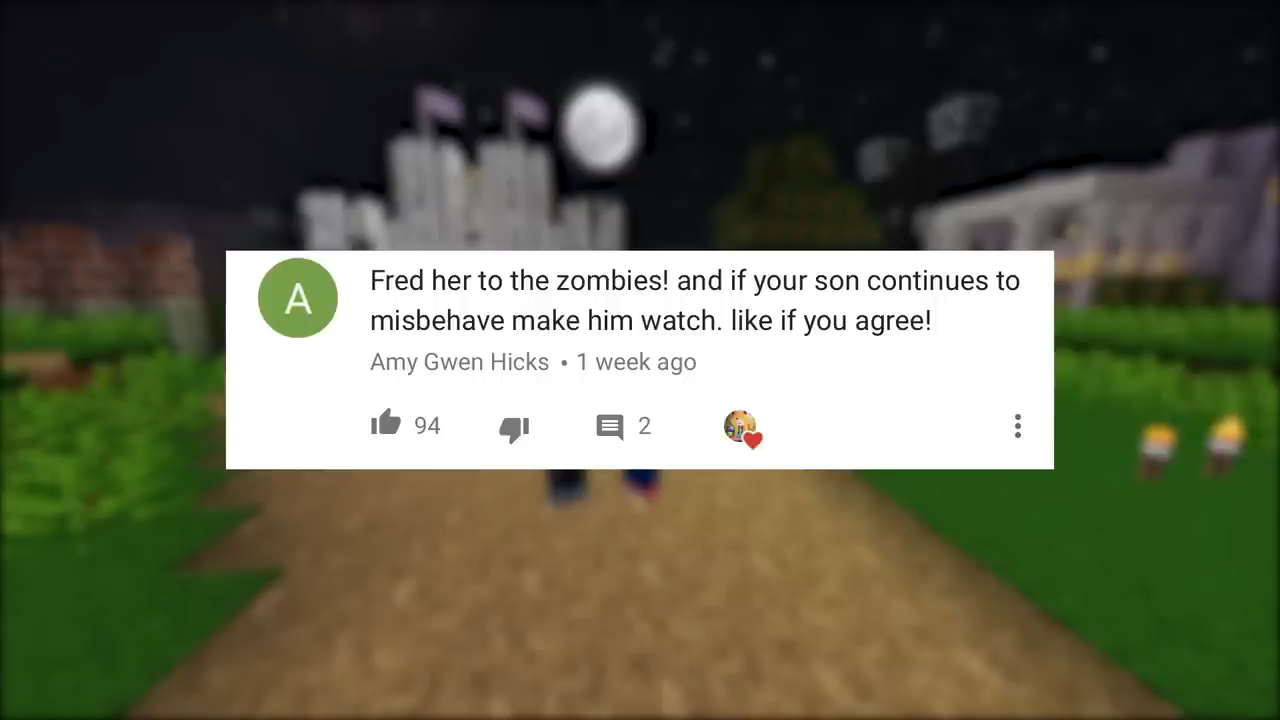 A
Fred her to the zombies! and if your son continues to
misbehave make him watch. like if you agree!
Amy Gwen Hicks • 1 week ago
94 2